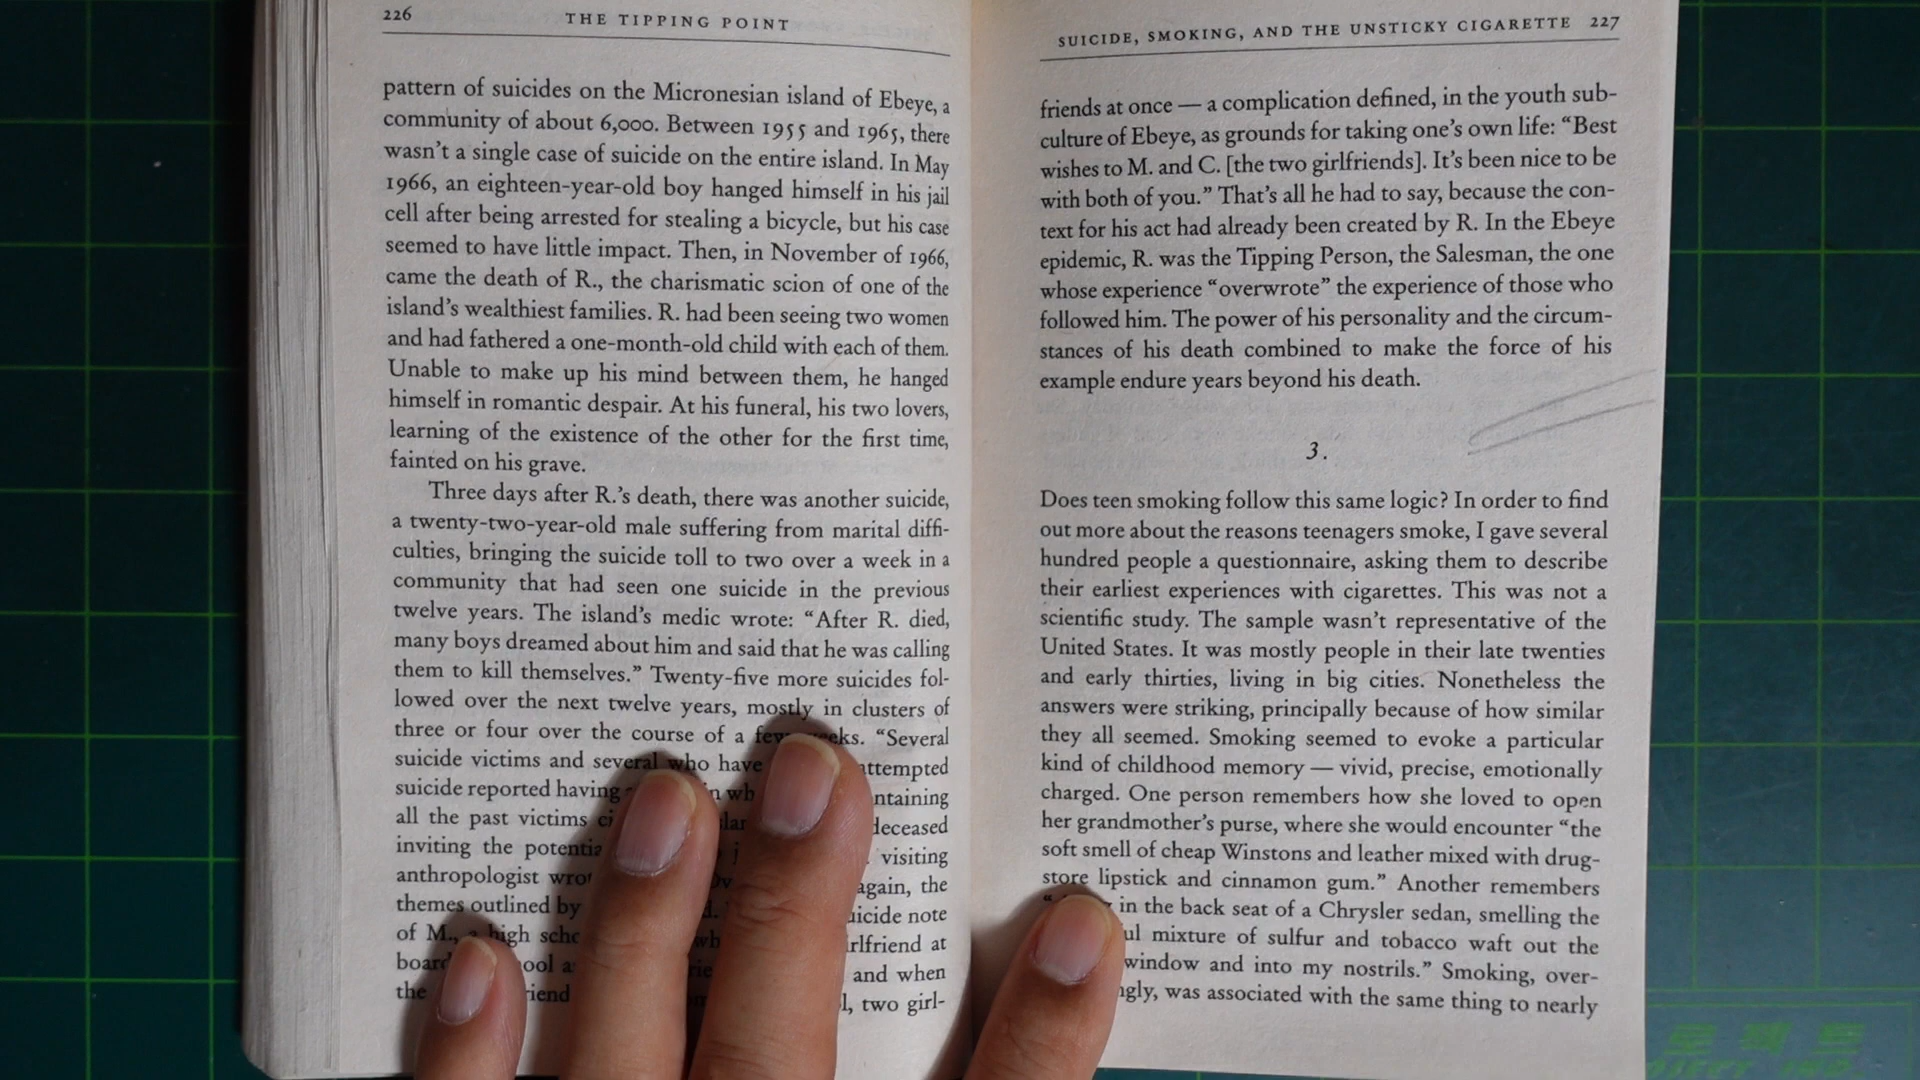 226
THE TIPPING POINT
pattern of suicides on the Micronesian island of Ebeye, a
community of about 6,000. Between 1955 and 1965, there
wasn't a single case of suicide on the entire island. In May
1966, an eighteen-year-old boy hanged himself in his jail
cell after being arrested for stealing a bicycle, but his case
seemed to have little impact. Then, in November of 1966,
came the death of R., the charismatic scion of one of the
island's wealthiest families. R. had been seeing two women
and had fathered a one-month-old child with each of them.
Unable to make up his mind between them, he hanged
himself in romantic despair. At his funeral, his two lovers,
learning of the existence of the other for the first time,
fainted on his grave.
Three days after R.'s death, there was another suicide,
a twenty-two-year-old male suffering from marital diffi-
culties, bringing the suicide toll to two over a week in a
community that had seen one suicide in the previous
twelve years. The island's medic wrote: “After R. died,
many boys dreamed about him and said that he was calling
them to kill themselves.” Twenty-five more suicides fol-
lowed over the next twelve years, mostly in clusters of
three or four over the course of a few weeks. “Several
suicide victims and several who have attempted
suicide reported having
all the past victims deceased
inviting the visiting
anthropologist again, the
themes outlined by note
of M., a high at
and when
the two girl-
SUICIDE, SMOKING, AND THE UNSTICKY CIGARETTE 227
friends at once — a complication defined, in the youth sub-
culture of Ebeye, as grounds for taking one's own life: “Best
wishes to M. and C. [the two girlfriends]. It's been nice to be
with both of you.” That's all he had to say, because the con-
text for his act had already been created by R. In the Ebeye
epidemic, R. was the Tipping Person, the Salesman, the one
whose experience “overwrote” the experience of those who
followed him. The power of his personality and the circum-
stances of his death combined to make the force of his
example endure years beyond his death.
3.
Does teen smoking follow this same logic? In order to find
out more about the reasons teenagers smoke, I gave several
hundred people a questionnaire, asking them to describe
their earliest experiences with cigarettes. This was not a
scientific study. The sample wasn't representative of the
United States. It was mostly people in their late twenties
and early thirties, living in big cities. Nonetheless the
answers were striking, principally because of how similar
they all seemed. Smoking seemed to evoke a particular
kind of childhood memory — vivid, precise, emotionally
charged. One person remembers how she loved to open
her grandmother's purse, where she would encounter “the
soft smell of cheap Winstons and leather mixed with drug-
store lipstick and cinnamon gum.” Another remembers
in the back seat of a Chrysler sedan, smelling the
mixture of sulfur and tobacco waft out the
window and into my nostrils.” Smoking, over-
was associated with the same thing to nearly
로젝트